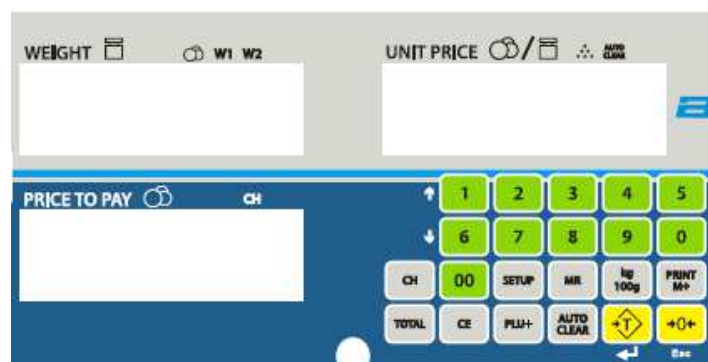 WEIGHT W1 W2
UNIT PRICE / AUTO CLEAR
PRICE TO PAY CH
1 2 3 4 5
6 7 8 9 0
CH 00 SETUP MR kg 100g PRINT M+
TOTAL CE PLU+ AUTO CLEAR →T← →0←
Esc